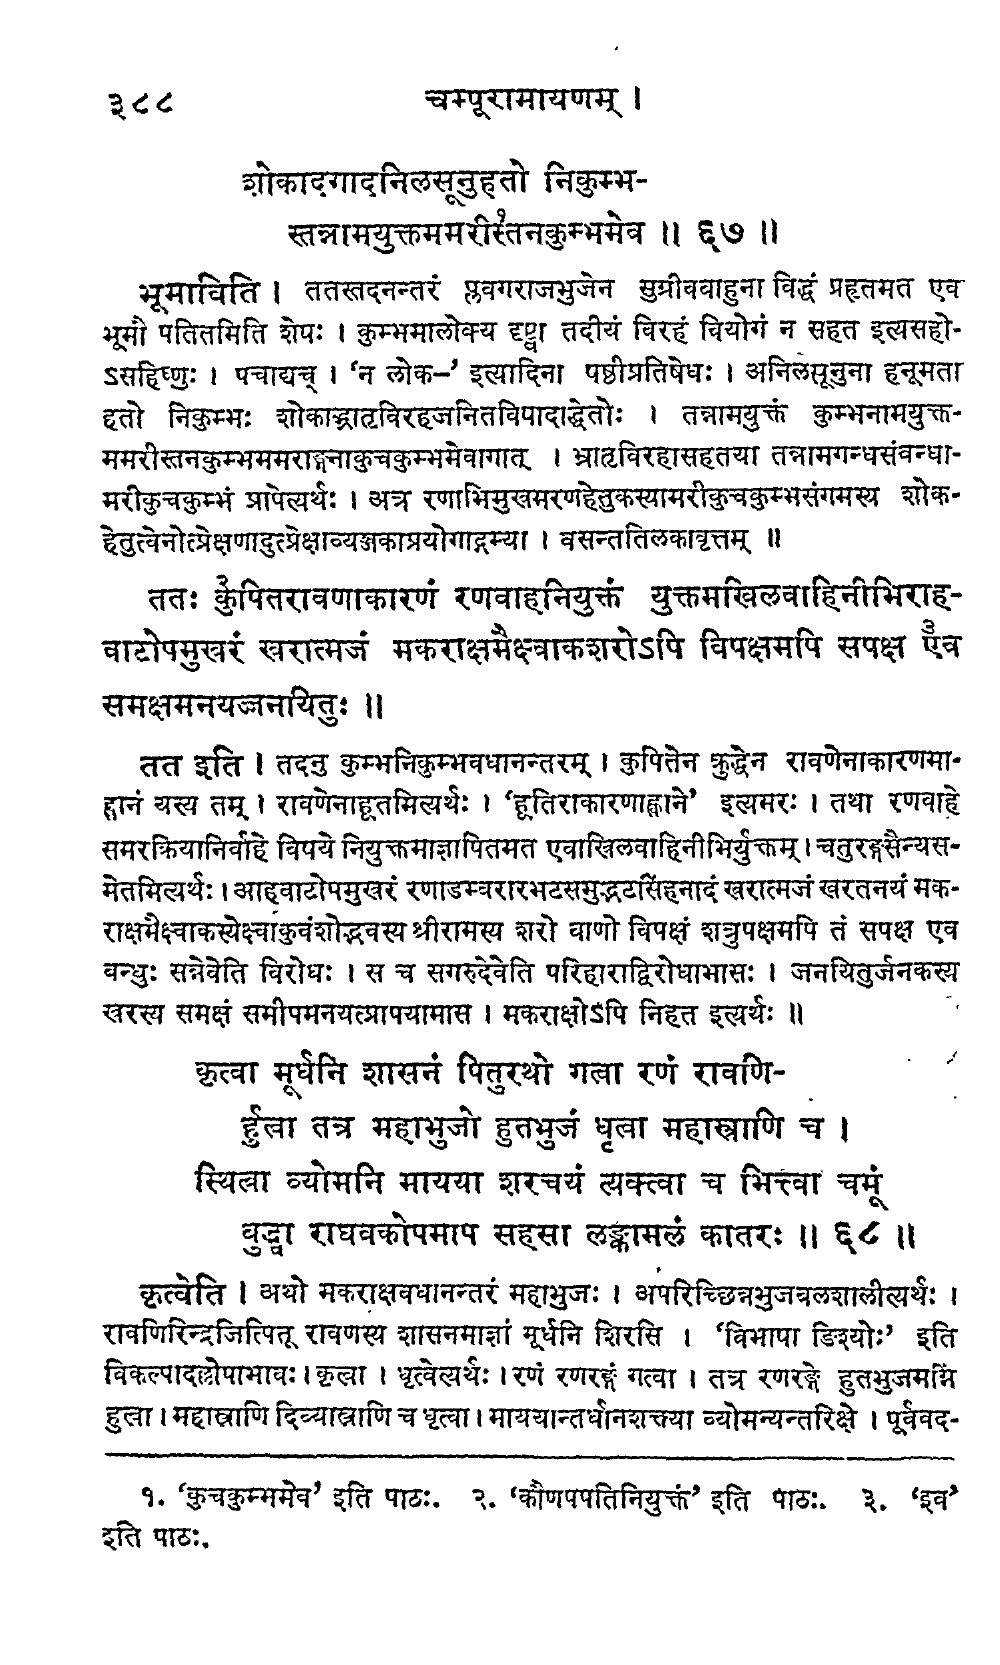 ३८८ चम्पूरामायणम् ।
शोकादगादनिलसूनुहतो निकुम्भ-
स्तन्नामयुक्तममरीस्तनकुम्भमेव ॥ ६७ ॥
भूमाविति । ततस्तदनन्तरं प्लवगराजभुजेन सुग्रीवबाहुना विद्धं प्रहृतमत एव
भूमौ पतितमिति शेषः । कुम्भमालोक्य दृष्ट्वा तदीयं विरहं वियोगं न सहत इत्यसहो-
ऽसहिष्णुः । पचाद्यच् । ‘न लोक–’ इत्यादिना षष्ठीप्रतिषेधः । अनिलसूनुना हनूमता
हतो निकुम्भः शोकाद्भ्रातृविरहजनितविषादाद्धेतोः । तन्नामयुक्तं कुम्भनामयुक्त-
ममरीस्तनकुम्भममराङ्गनाकुचकुम्भमेवागात् । भ्रातृविरहासहतया तन्नामगन्धसंबन्धा-
मरीकुचकुम्भं प्रापेत्यर्थः । अत्र रणाभिमुखमरणहेतुकस्यामरीकुचकुम्भसंगमस्य शोक-
हेतुत्वेनोत्प्रेक्षणादुत्प्रेक्षाव्यञ्जकाप्रयोगाद्गम्या । वसन्ततिलकावृत्तम् ॥
ततः कुपितरावणाकारणं रणवाहनियुक्तं युक्तमखिलवाहिनीभिराह-
वाटोपमुखरं खरात्मजं मकराक्षमैक्ष्वाकशरोऽपि विपक्षमपि सपक्ष एव
समक्षमनयज्जनयितुः ॥
तत इति । तदनु कुम्भनिकुम्भवधानन्तरम् । कुपितेन क्रुद्धेन रावणेनाकारणमा-
ह्वानं यस्य तम् । रावणेनाहूतमित्यर्थः । ‘हूतिराकारणाह्वाने’ इत्यमरः । तथा रणवाहे
समरक्रियानिर्वाहे विषये नियुक्तमाज्ञापितमत एवाखिलवाहिनीभिर्युक्तम् । चतुरङ्गसैन्यस-
मेतमित्यर्थः । आहवाटोपमुखरं रणाडम्बरारभटसमुद्भटसिंहनादं खरात्मजं खरतनयं मक-
राक्षमैक्ष्वाकस्येक्ष्वाकुवंशोद्भवस्य श्रीरामस्य शरो बाणो विपक्षं शत्रुपक्षमपि तं सपक्ष एव
बन्धुः सन्नेवेति विरोधः । स च सगरुदेवेति परिहाराद्विरोधाभासः । जनयितुर्जनकस्य
खरस्य समक्षं समीपमनयत्प्रापयामास । मकराक्षोऽपि निहत इत्यर्थः ॥
कृत्वा मूर्धनि शासनं पितुरथो गत्वा रणं रावणि-
र्हुत्वा तत्र महाभुजो हुतभुजं धृत्वा महास्त्राणि च ।
स्थित्वा व्योमनि मायया शरचयं त्यक्त्वा च भित्त्वा चमूं
बुद्ध्वा राघवकोपमाप सहसा लङ्कामलं कातरः ॥ ६८ ॥
कृत्वेति । अथो मकराक्षवधानन्तरं महाभुजः । अपरिच्छिन्नभुजबलशालीत्यर्थः ।
रावणिरिन्द्रजित्पितू रावणस्य शासनमाज्ञां मूर्धनि शिरसि । ‘विभाषा ङिश्योः’ इति
विकल्पादल्लोपाभावः । कृत्वा । धृत्वेत्यर्थः । रणं रणरङ्गं गत्वा । तत्र रणरङ्गे हुतभुजमग्निं
हुत्वा । महास्त्राणि दिव्यास्त्राणि च धृत्वा । माययान्तर्धानशक्त्या व्योमन्यन्तरिक्षे । पूर्ववद-
१. ‘कुचकुम्भमेव’ इति पाठः. २. ‘कौणपपतिनियुक्तं’ इति पाठः. ३. ‘इव’
इति पाठः.